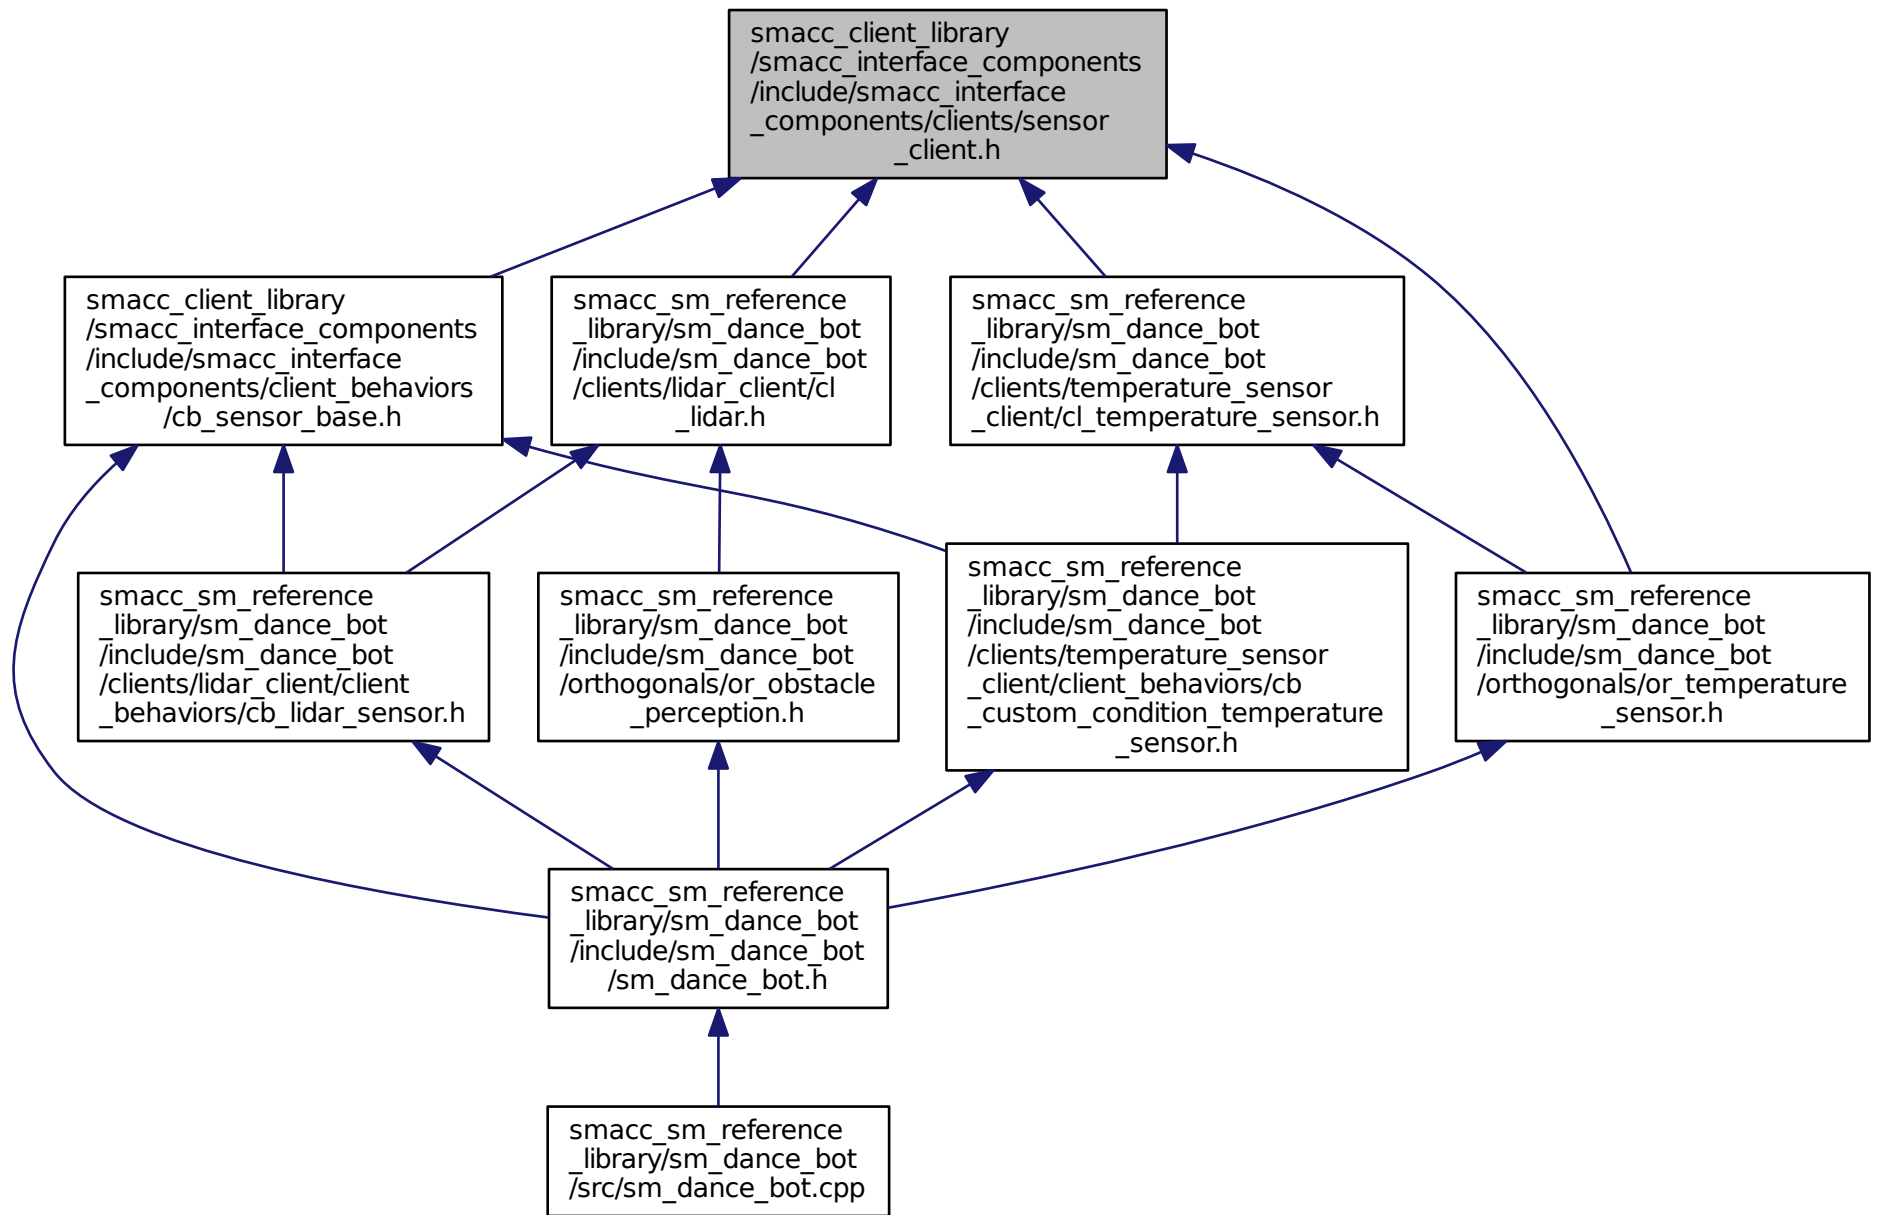 smacc_client_library
/smacc_interface_components
/include/smacc_interface
_components/clients/sensor
_client.h
smacc_client_library
/smacc_interface_components
/include/smacc_interface
_components/client_behaviors
/cb_sensor_base.h
smacc_sm_reference
_library/sm_dance_bot
/include/sm_dance_bot
/clients/lidar_client/cl
_lidar.h
smacc_sm_reference
_library/sm_dance_bot
/include/sm_dance_bot
/clients/temperature_sensor
_client/cl_temperature_sensor.h
smacc_sm_reference
_library/sm_dance_bot
/include/sm_dance_bot
/clients/lidar_client/client
_behaviors/cb_lidar_sensor.h
smacc_sm_reference
_library/sm_dance_bot
/include/sm_dance_bot
/orthogonals/or_obstacle
_perception.h
smacc_sm_reference
_library/sm_dance_bot
/include/sm_dance_bot
/clients/temperature_sensor
_client/client_behaviors/cb
_custom_condition_temperature
_sensor.h
smacc_sm_reference
_library/sm_dance_bot
/include/sm_dance_bot
/orthogonals/or_temperature
_sensor.h
smacc_sm_reference
_library/sm_dance_bot
/include/sm_dance_bot
/sm_dance_bot.h
smacc_sm_reference
_library/sm_dance_bot
/src/sm_dance_bot.cpp